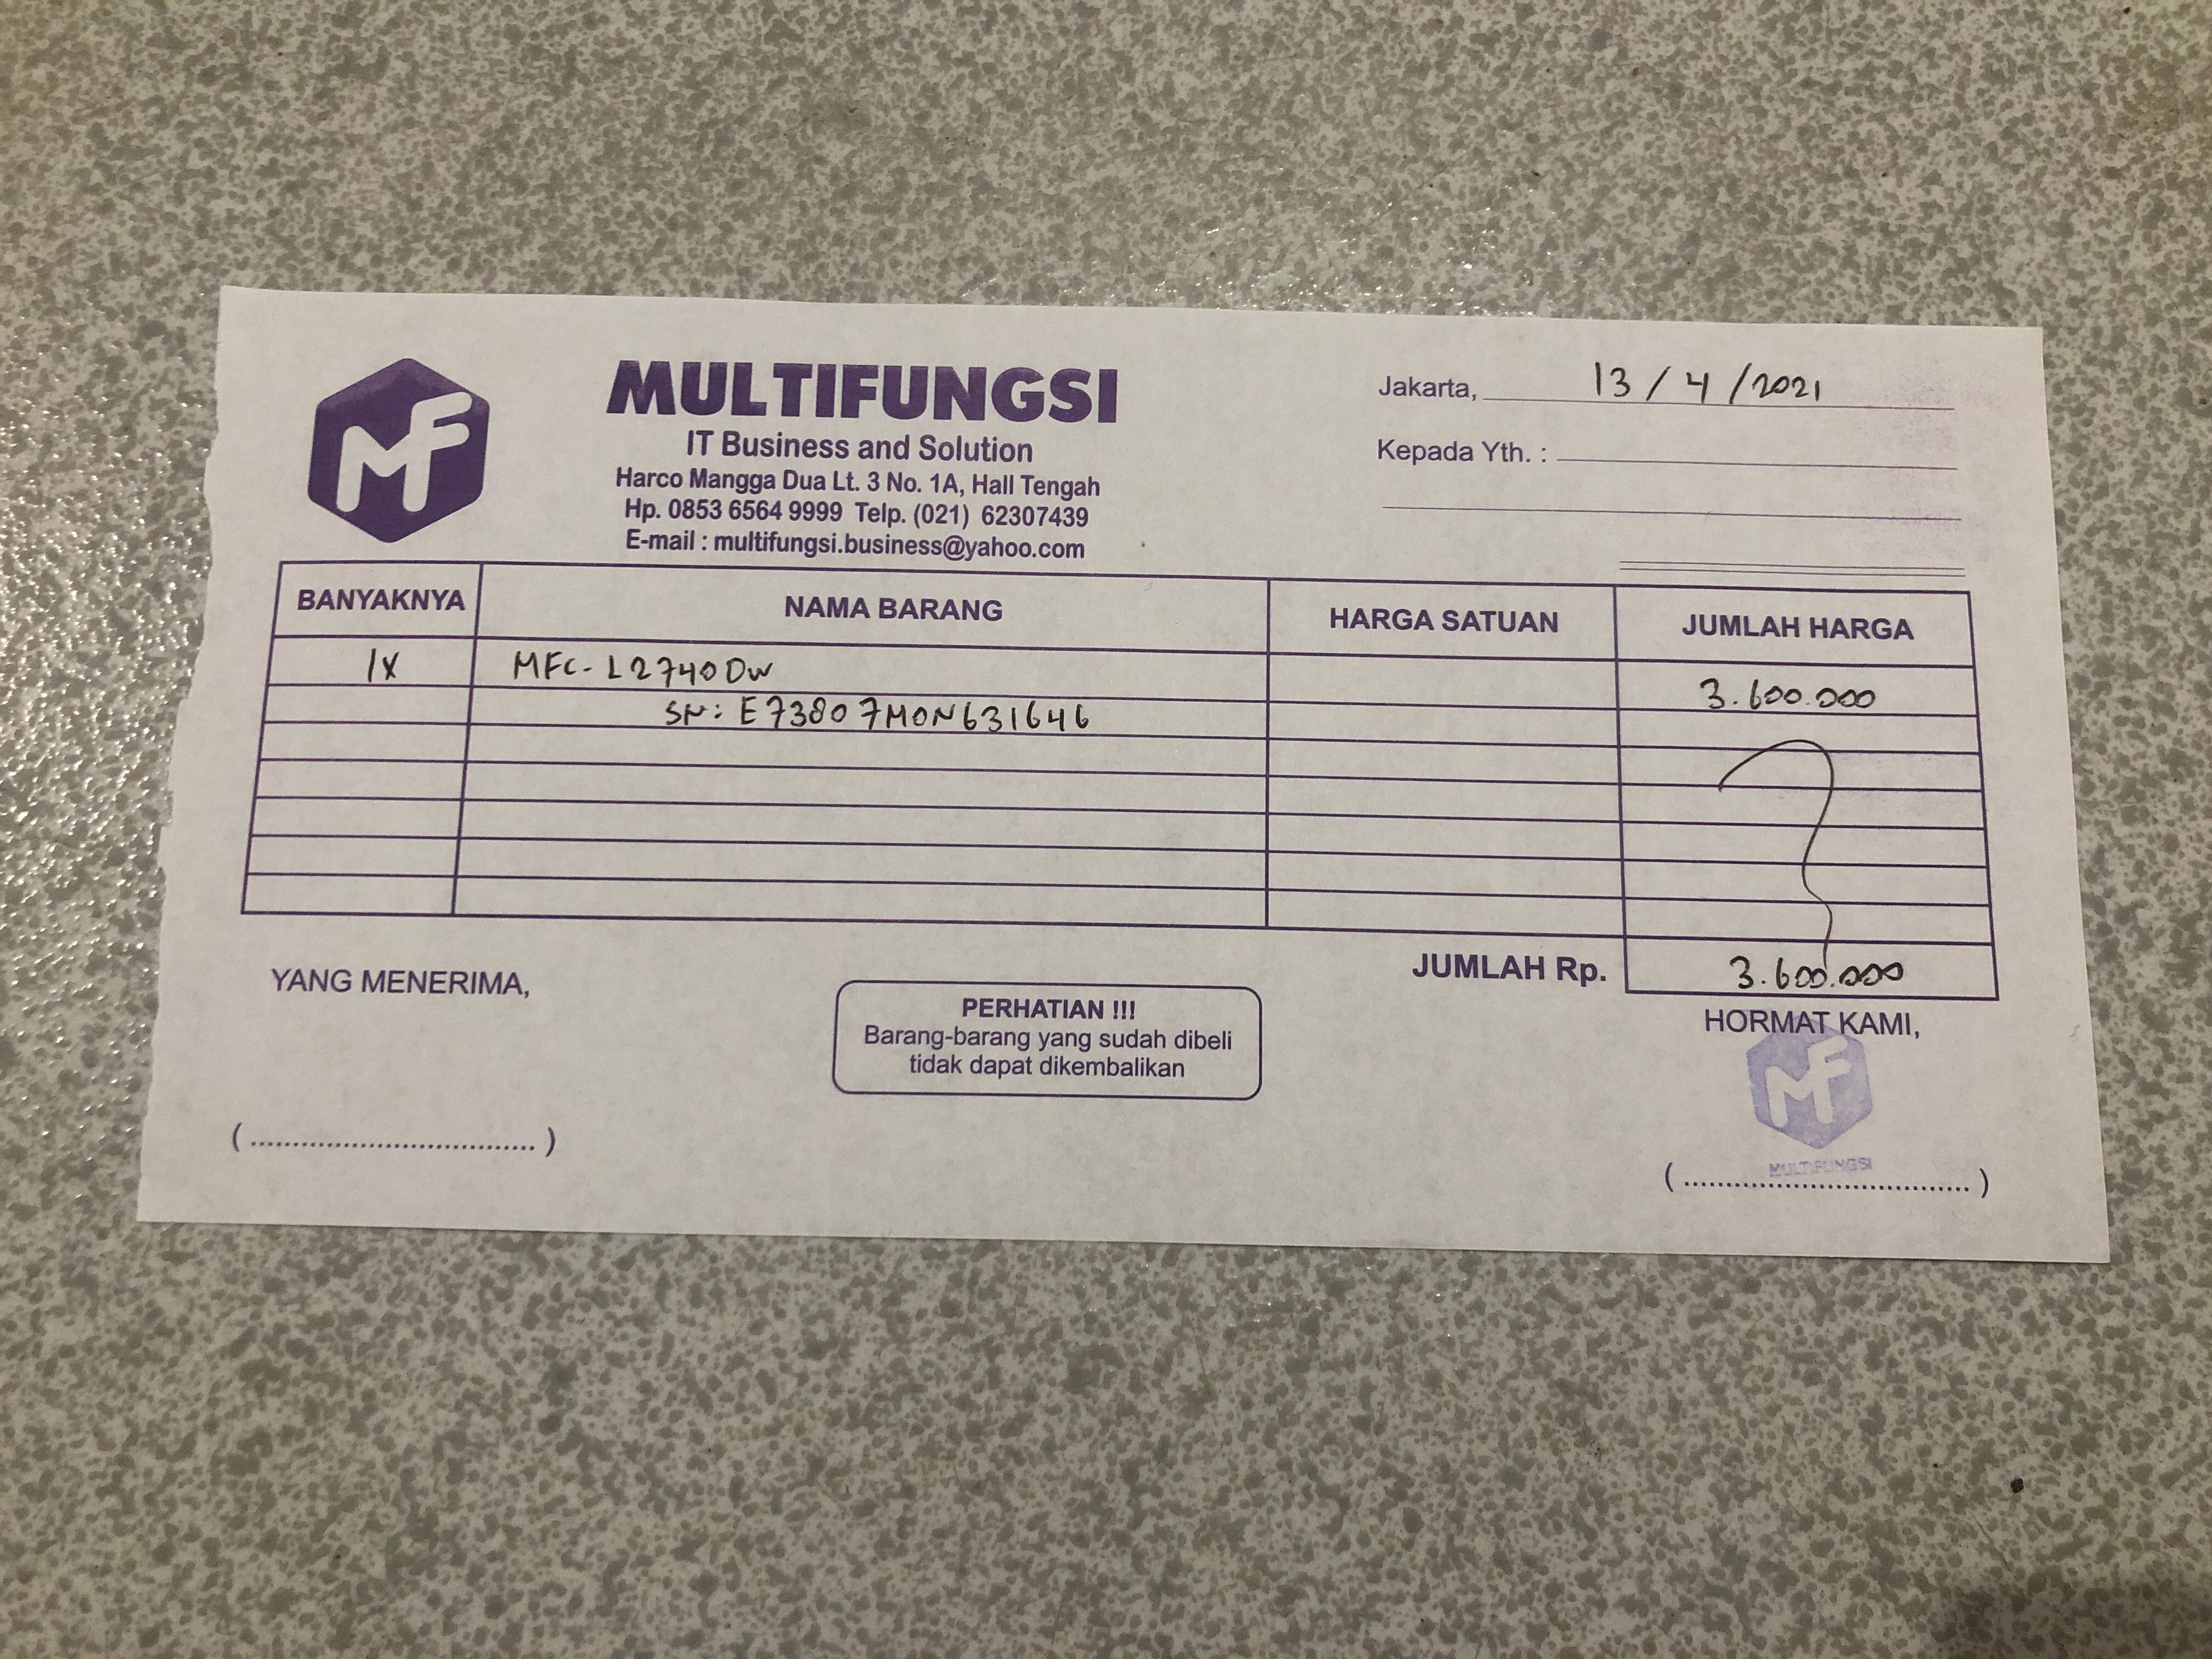 MF
MULTIFUNGSI
IT Business and Solution
Harco Mangga Dua Lt. 3 No. 1A, Hall Tengah
Hp. 0853 6564 9999 Telp. (021) 62307439
E-mail : multifungsi.business@yahoo.com
Jakarta, 13 / 4 / 2021
Kepada Yth. :
BANYAKNYA NAMA BARANG HARGA SATUAN JUMLAH HARGA
1X MFC-L2740DW 3.600.000
SN: E73807M0N631646
JUMLAH Rp. 3.600.000
YANG MENERIMA,
PERHATIAN !!!
Barang-barang yang sudah dibeli
tidak dapat dikembalikan
HORMAT KAMI,
MF
MULTIFUNGSI
(..................................)
(..................................)